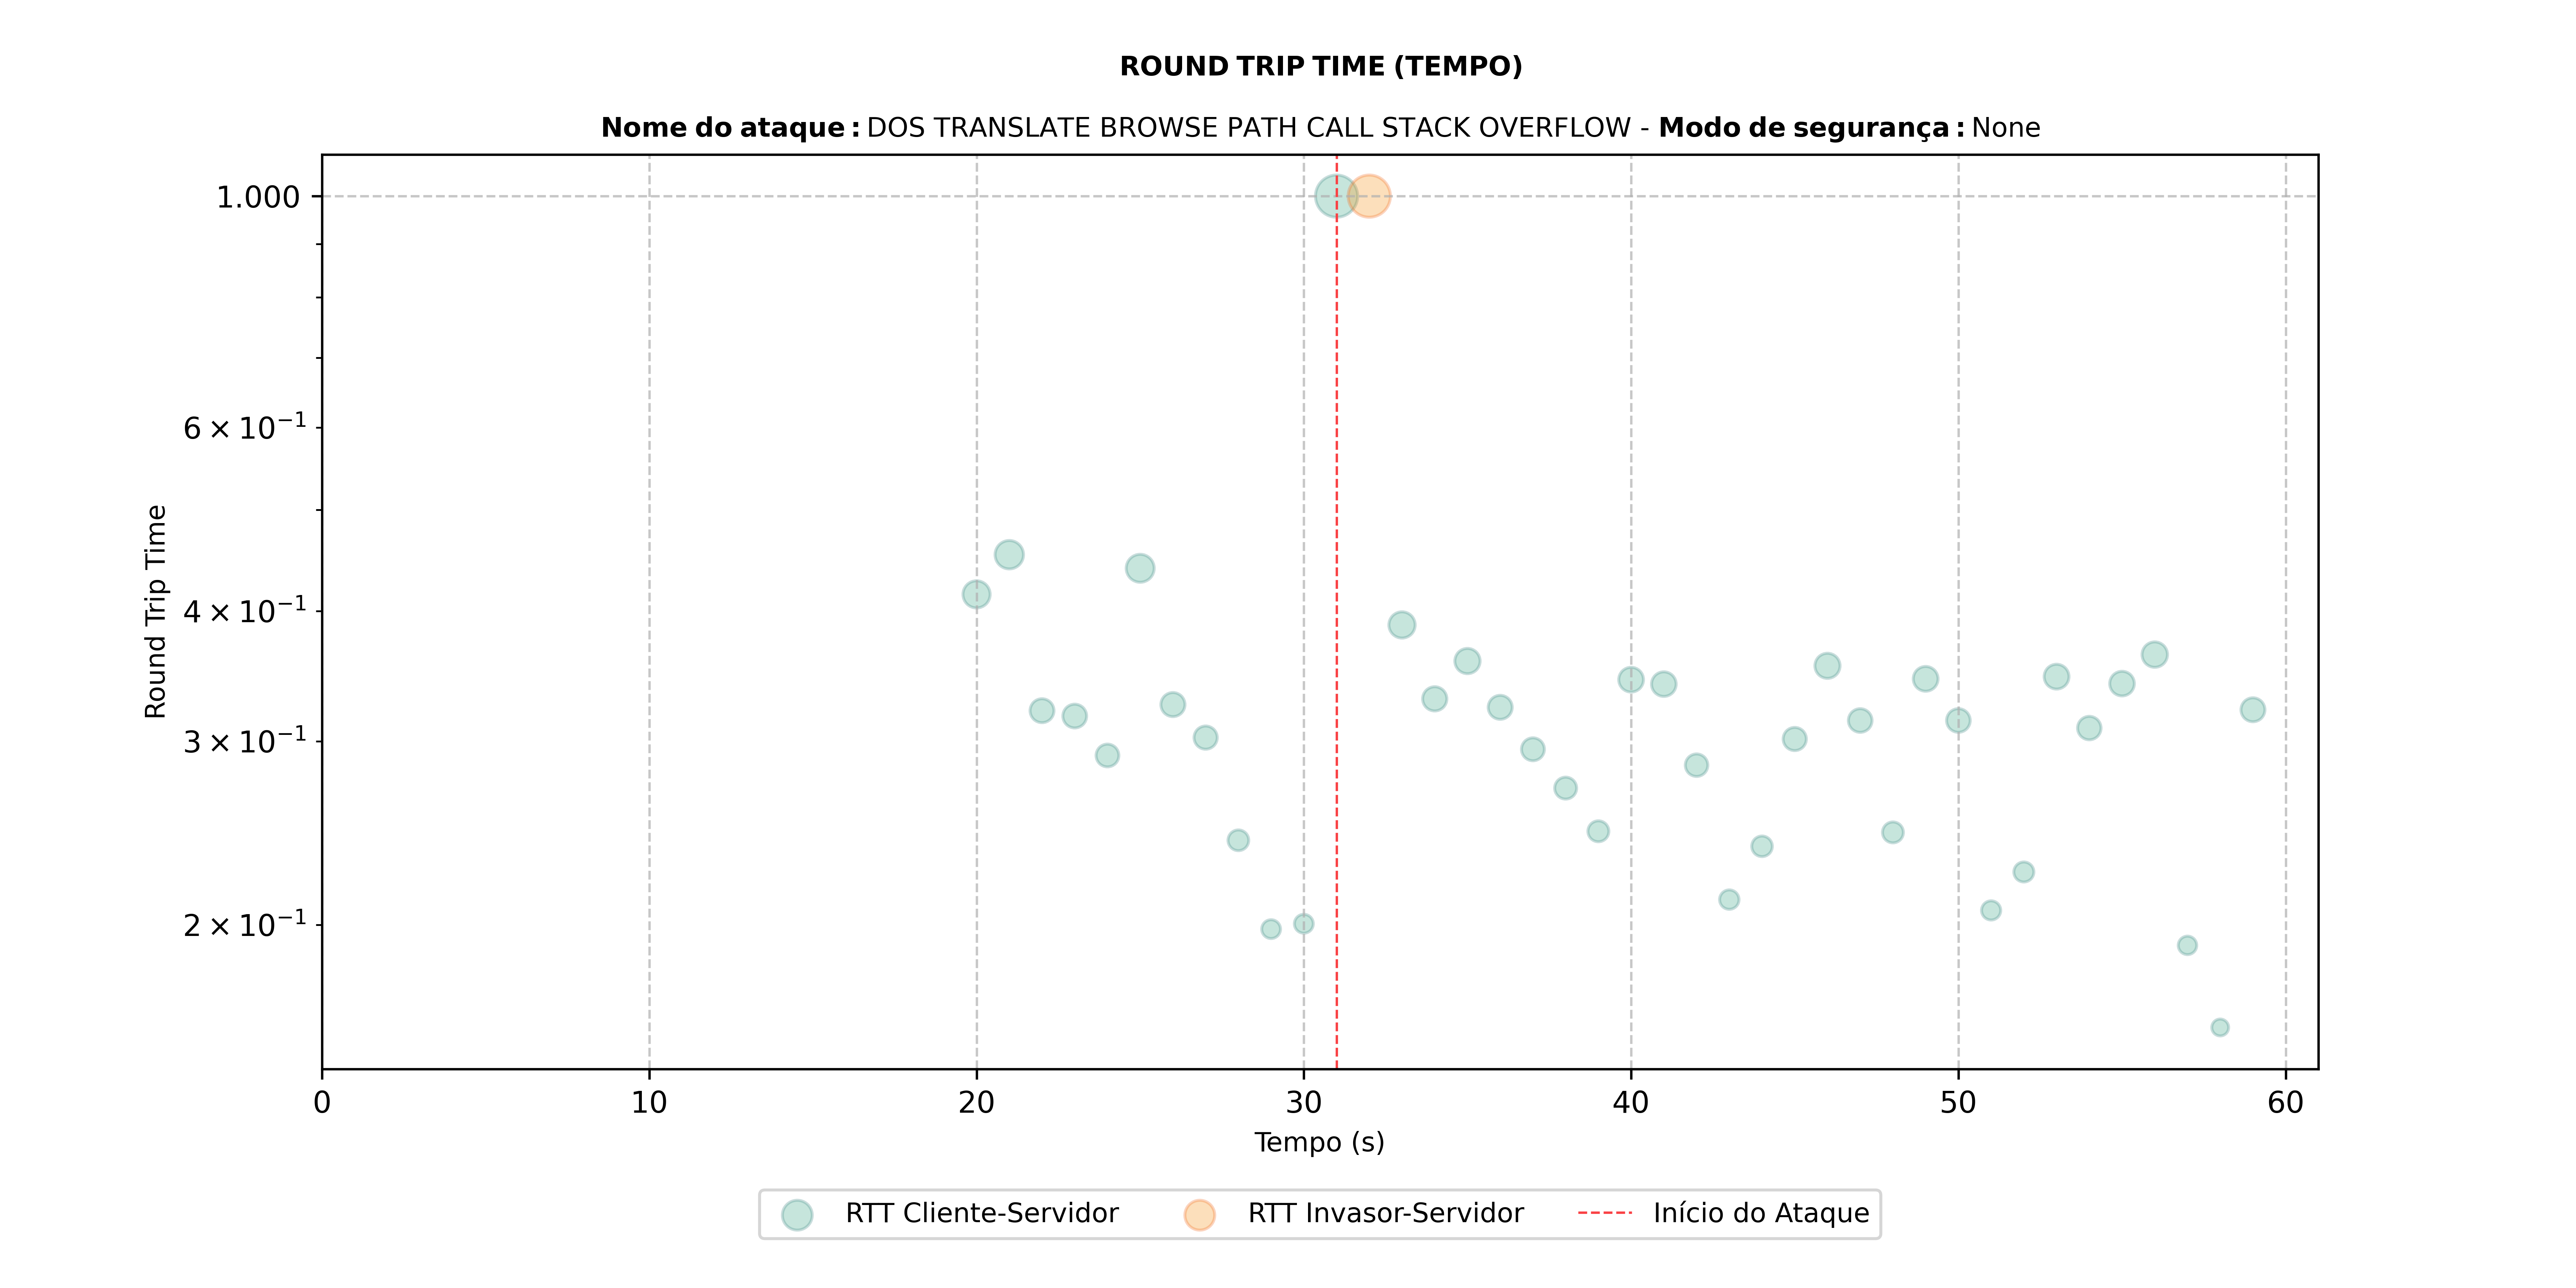 ROUND TRIP TIME (TEMPO)
Nome do ataque: DOS TRANSLATE BROWSE PATH CALL STACK OVERFLOW - Modo de segurança: None
1.000
6 × 10⁻¹
4 × 10⁻¹
3 × 10⁻¹
2 × 10⁻¹
Round Trip Time
0 10 20 30 40 50 60
Tempo (s)
RTT Cliente-Servidor RTT Invasor-Servidor Início do Ataque